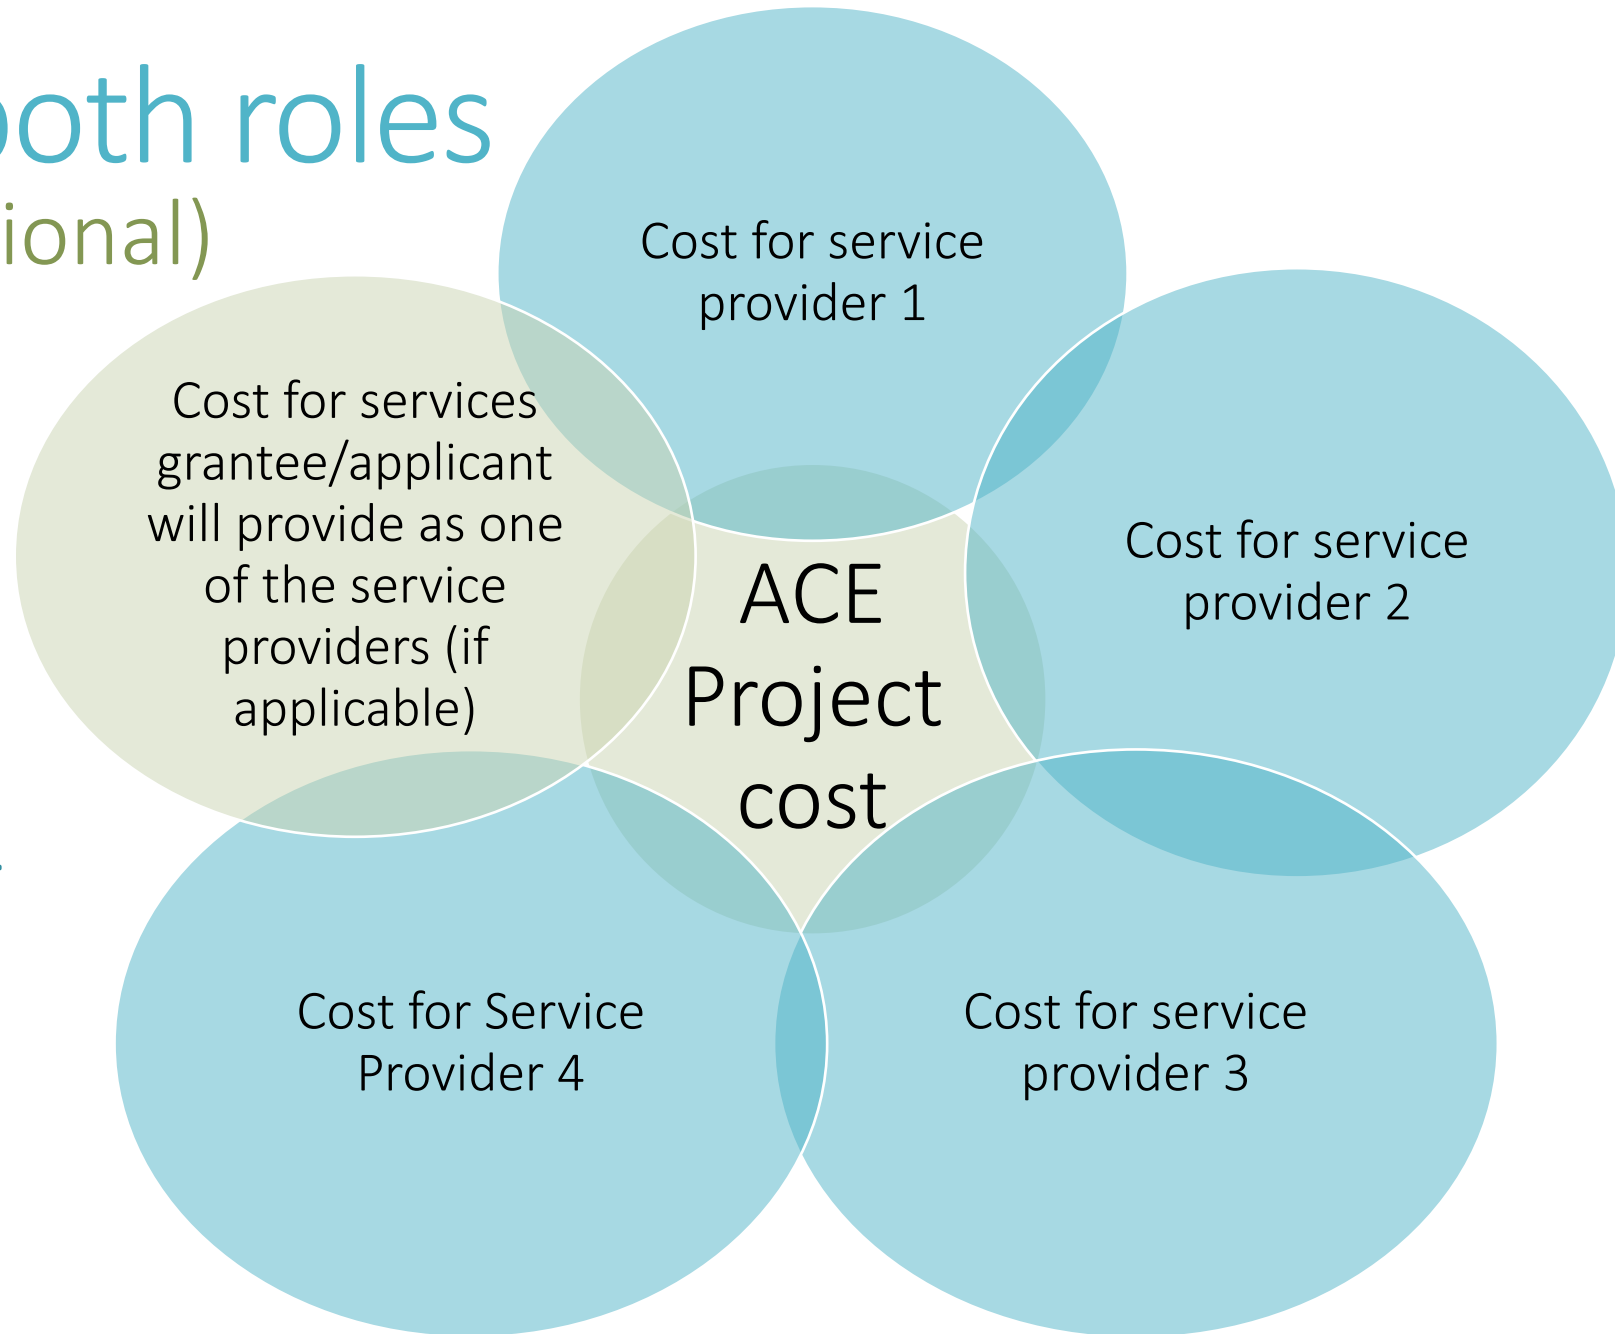 both roles
ional)
Cost for service
provider 1
Cost for services
grantee/applicant
will provide as one
of the service
providers (if
applicable)
ACE
Project
cost
Cost for service
provider 2
Cost for Service
Provider 4
Cost for service
provider 3